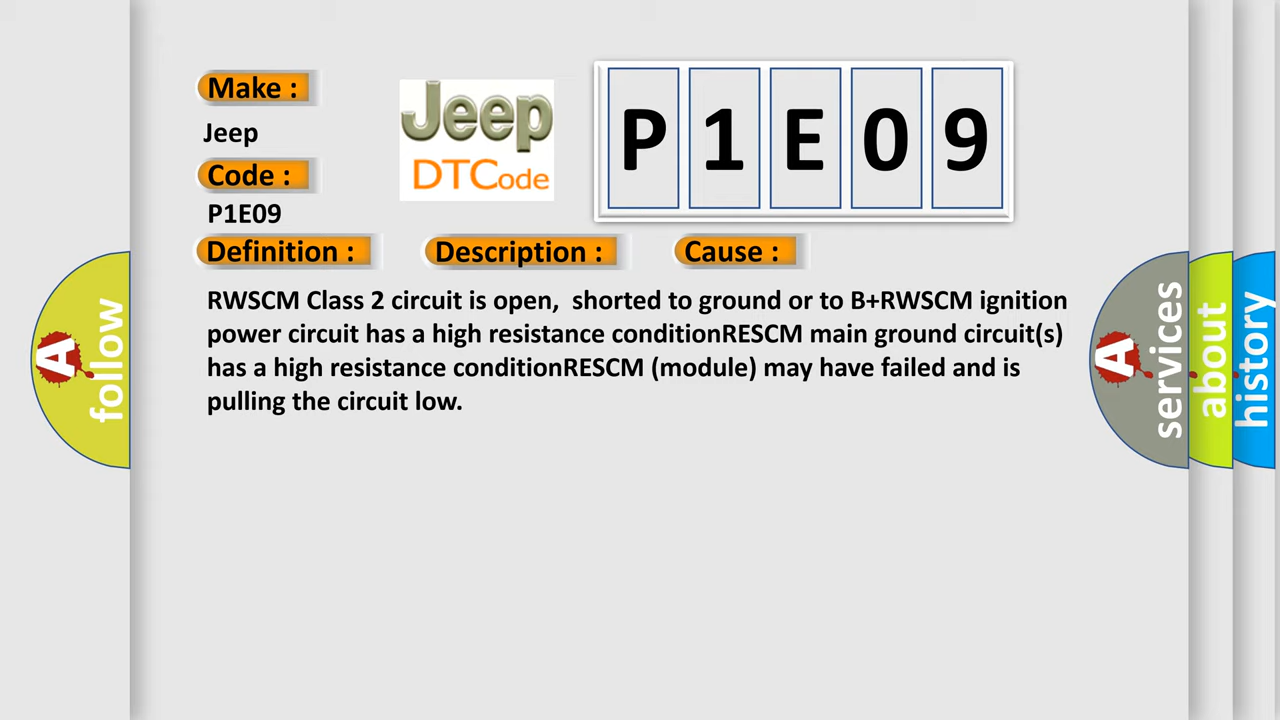 Make :
Jeep
Code :
P1E09
Jeep
DTCode
P 1 E 0 9
Definition :
Description :
Cause :
RWSCM Class 2 circuit is open,  shorted to ground or to B+RWSCM ignition
power circuit has a high resistance conditionRESCM main ground circuit(s)
has a high resistance conditionRESCM (module) may have failed and is
pulling the circuit low.
A follow
A services
about
history